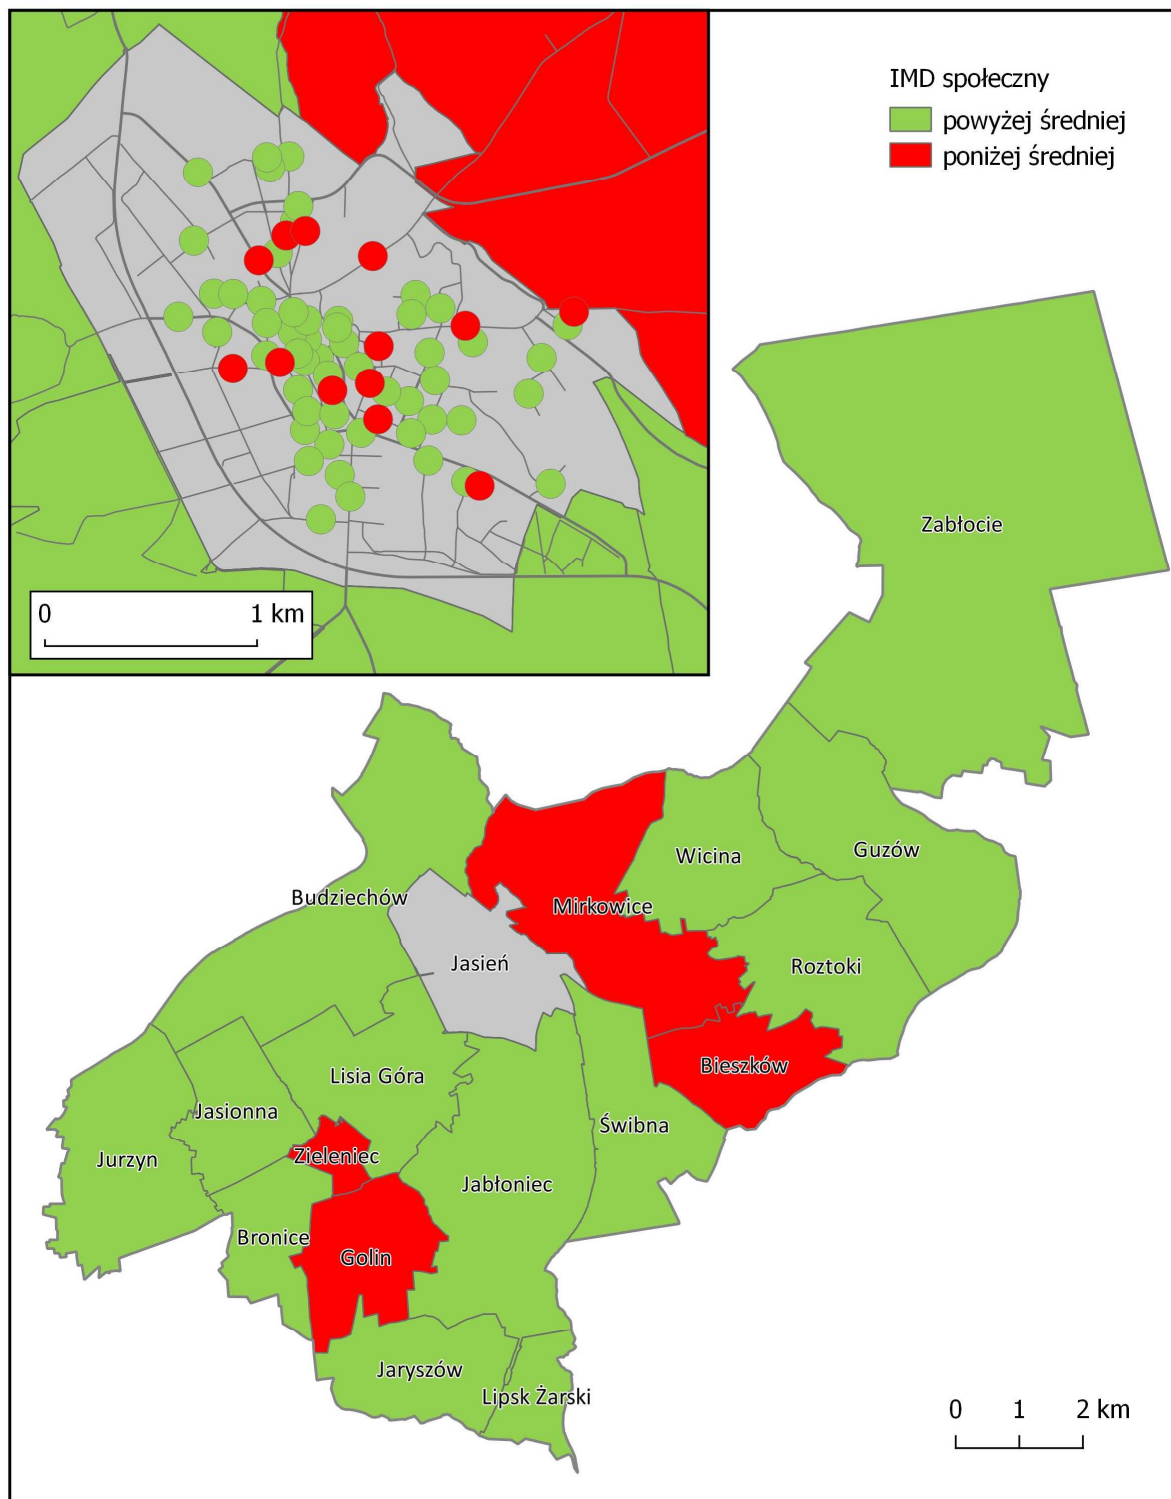 IMD społeczny
powyżej średniej
poniżej średniej
0 1 km
Zabłocie
Guzów
Wicina
Budziechów
Mirkowice
Jasień
Roztoki
Bieszków
Lisia Góra
Jasionna
Świbna
Zieleniec
Jurzyn
Jabłoniec
Bronice
Golin
Jaryszów
Lipsk Żarski
0 1 2 km